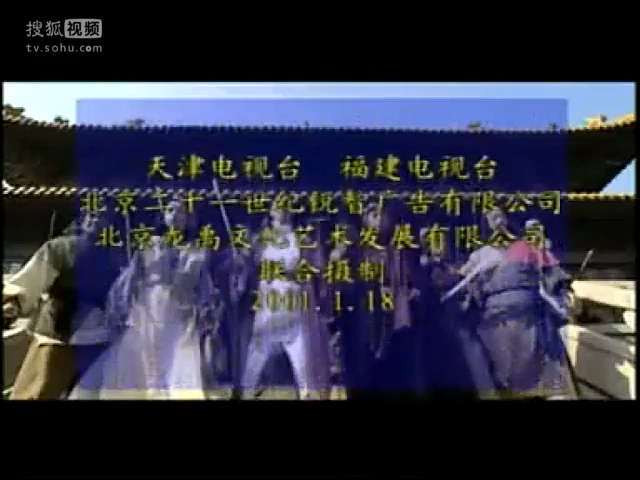 搜狐视频
tv.sohu.com
天津电视台 福建电视台
北京二十一世纪锐智广告有限公司
北京龙禹文化艺术发展有限公司
联合摄制
2001.1.18